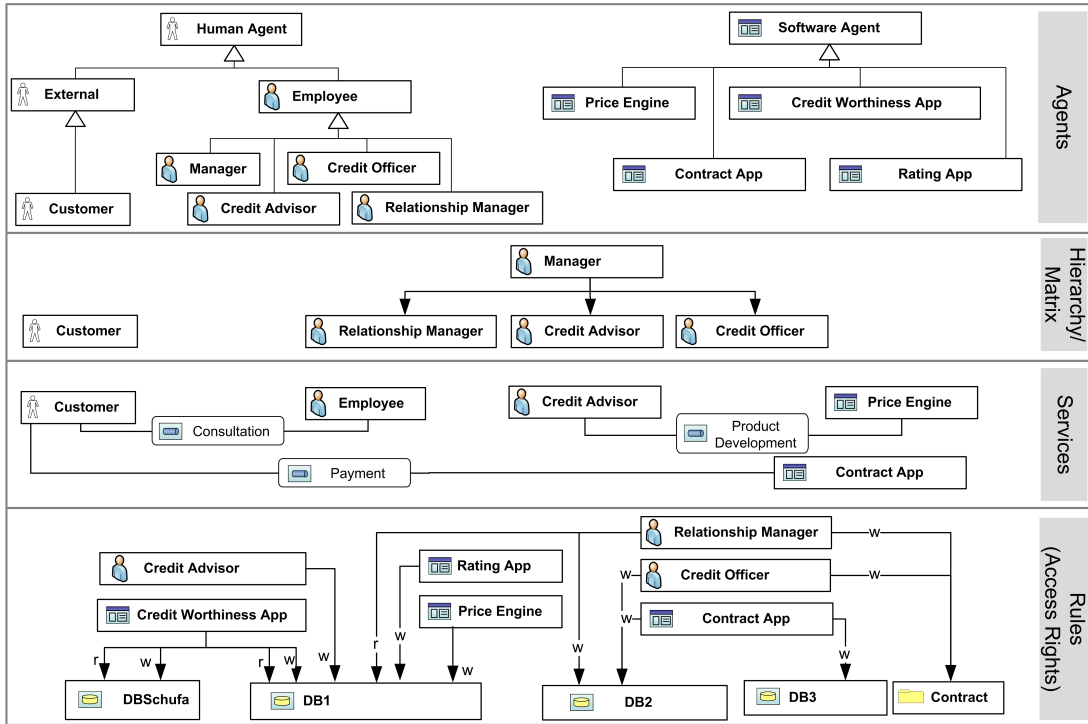 Human Agent
Software Agent
External
Employee
Price Engine
Credit Worthiness App
Manager
Credit Officer
Contract App
Rating App
Customer
Credit Advisor
Relationship Manager
Agents
Manager
Customer
Relationship Manager
Credit Advisor
Credit Officer
Hierarchy/
Matrix
Customer
Employee
Credit Advisor
Price Engine
Consultation
Product
Development
Payment
Contract App
Services
Relationship Manager
w
Credit Advisor
Rating App
w
Credit Officer
w
Credit Worthiness App
Price Engine
w
Contract App
r
w
r
w
w
r
w
w
w
w
DBSchufa
DB1
DB2
DB3
Contract
Rules
(Access Rights)